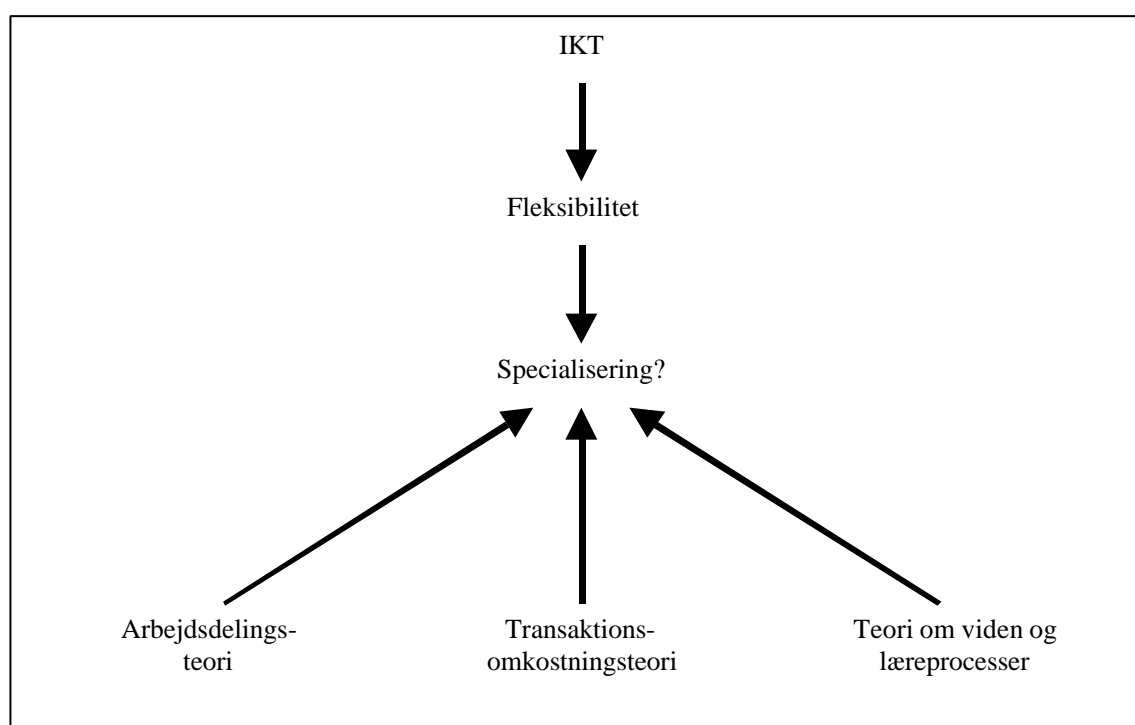 IKT
Fleksibilitet
Specialisering?
Arbejdsdelings-
teori
Transaktions-
omkostningsteori
Teori om viden og
læreprocesser